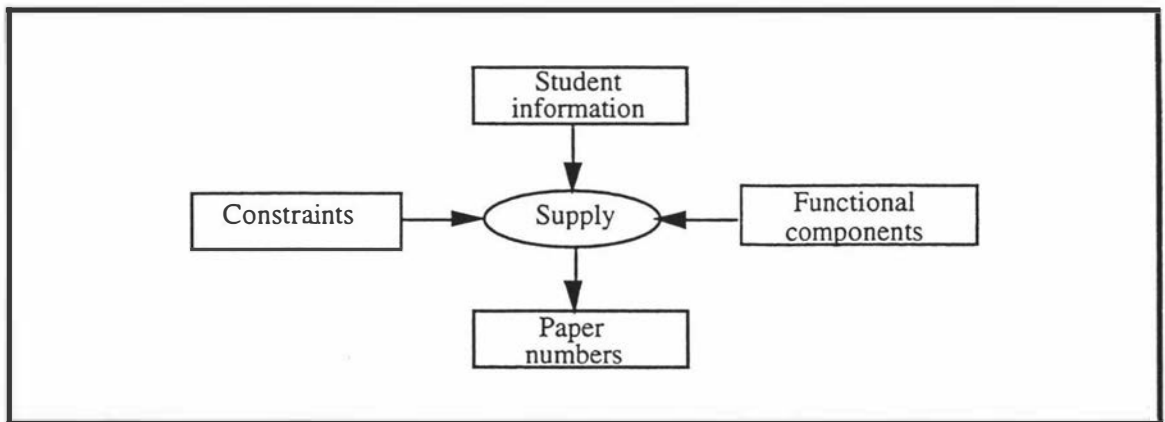 Student
information
Constraints
Supply
Functional
components
Paper
numbers